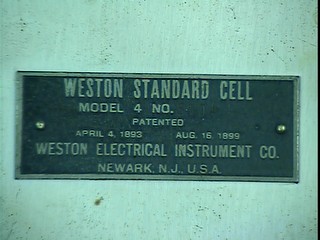 WESTON STANDARD CELL
MODEL 4 NO.
PATENTED
APRIL 4, 1893 AUG. 15, 1899
WESTON ELECTRICAL INSTRUMENT CO.
NEWARK, N.J., U.S.A.